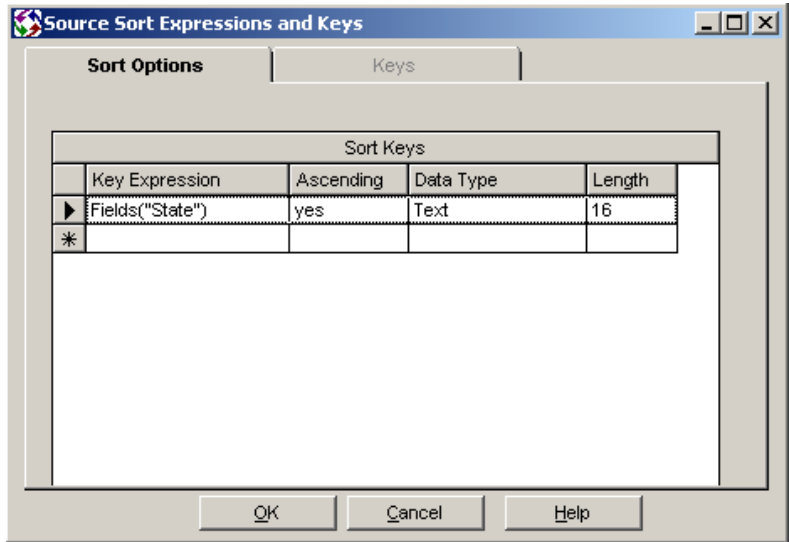 Source Sort Expressions and Keys
Sort Options Keys
Sort Keys
Key Expression Ascending Data Type Length
Fields("State") yes Text 16
OK Cancel Help